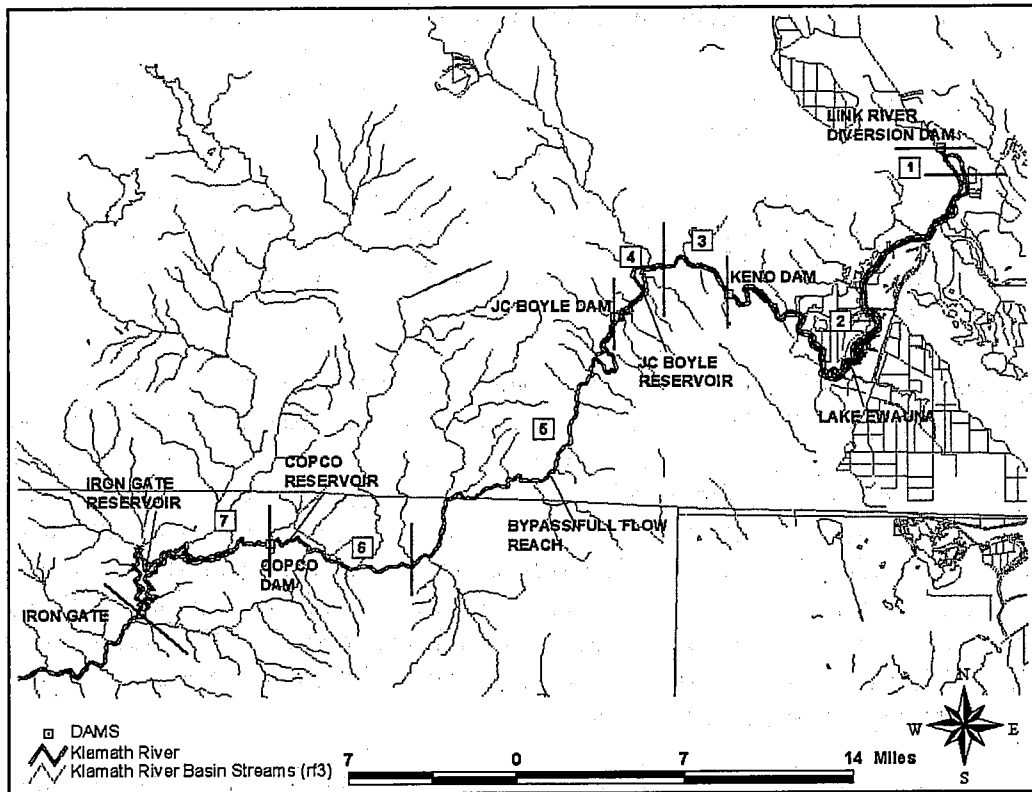 LINK RIVER
DIVERSION DAM
1
3
4
KENO DAM
JC BOYLE DAM
2
JC BOYLE
RESERVOIR
LAKE EWAUNA
5
COPCO
RESERVOIR
IRON GATE
RESERVOIR
7
BYPASS/FULL FLOW
REACH
6
COPCO
DAM
IRON GATE
N
W E
S
DAMS
Klamath River
Klamath River Basin Streams (rf3)
7 0 7 14 Miles